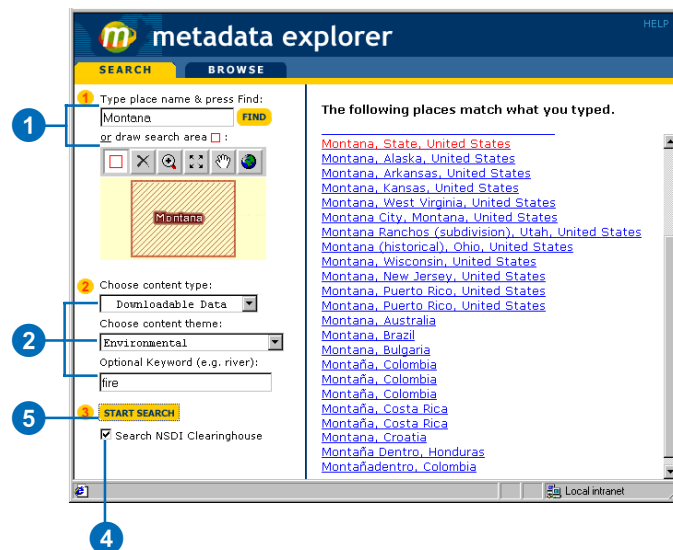 m metadata explorer
HELP
SEARCH BROWSE
1 Type place name & press Find:
Montana FIND
or draw search area :
Montana
2 Choose content type:
Downloadable Data
Choose content theme:
Environmental
Optional Keyword (e.g. river):
fire
3 START SEARCH
Search NSDI Clearinghouse
1
2
5
4
The following places match what you typed.
Montana, State, United States
Montana, Alaska, United States
Montana, Arkansas, United States
Montana, Kansas, United States
Montana, West Virginia, United States
Montana City, Montana, United States
Montana Ranchos (subdivision), Utah, United States
Montana (historical), Ohio, United States
Montana, Wisconsin, United States
Montana, New Jersey, United States
Montana, Puerto Rico, United States
Montana, Puerto Rico, United States
Montana, Australia
Montana, Brazil
Montana, Bulgaria
Montaña, Colombia
Montaña, Colombia
Montaña, Colombia
Montaña, Costa Rica
Montaña, Costa Rica
Montana, Croatia
Montaña Dentro, Honduras
Montañadentro, Colombia
Local intranet